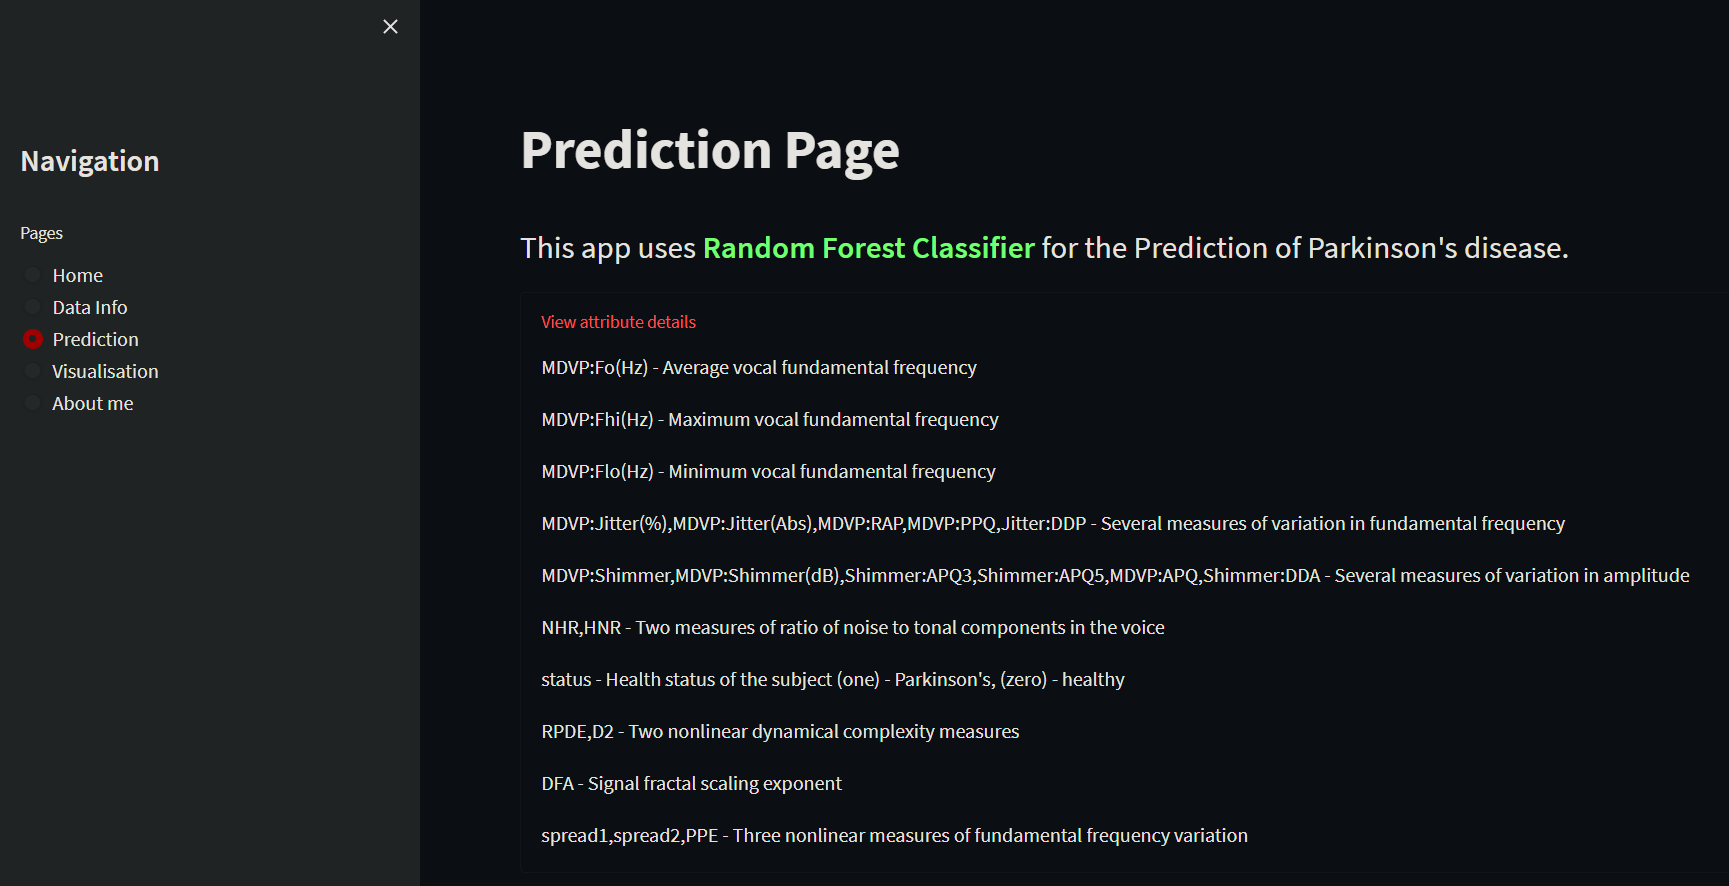 Navigation
Pages
Home
Data Info
Prediction
Visualisation
About me
Prediction Page
This app uses Random Forest Classifier for the Prediction of Parkinson's disease.
View attribute details
MDVP:Fo(Hz) - Average vocal fundamental frequency
MDVP:Fhi(Hz) - Maximum vocal fundamental frequency
MDVP:Flo(Hz) - Minimum vocal fundamental frequency
MDVP:Jitter(%),MDVP:Jitter(Abs),MDVP:RAP,MDVP:PPQ,Jitter:DDP - Several measures of variation in fundamental frequency
MDVP:Shimmer,MDVP:Shimmer(dB),Shimmer:APQ3,Shimmer:APQ5,MDVP:APQ,Shimmer:DDA - Several measures of variation in amplitude
NHR,HNR - Two measures of ratio of noise to tonal components in the voice
status - Health status of the subject (one) - Parkinson's, (zero) - healthy
RPDE,D2 - Two nonlinear dynamical complexity measures
DFA - Signal fractal scaling exponent
spread1,spread2,PPE - Three nonlinear measures of fundamental frequency variation